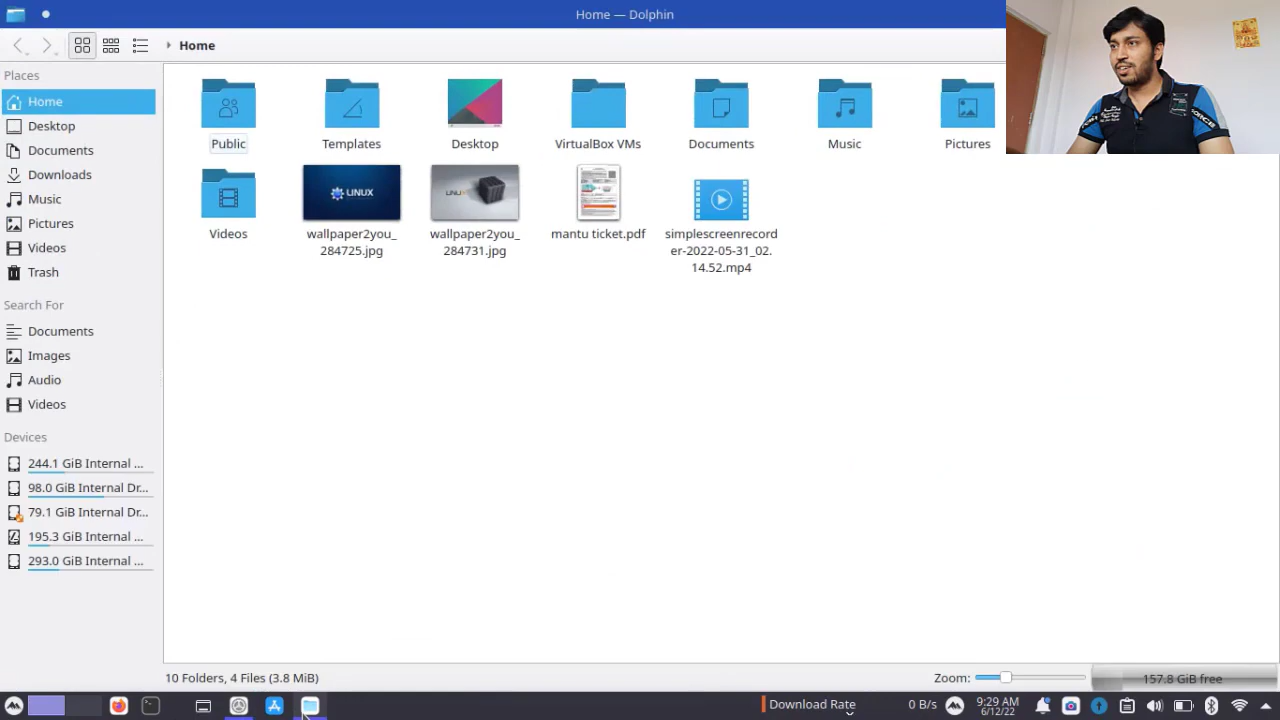 Home — Dolphin
Home
Places
Home
Desktop
Documents
Downloads
Music
Pictures
Videos
Trash
Search For
Documents
Images
Audio
Videos
Devices
244.1 GiB Internal ...
98.0 GiB Internal Dr...
79.1 GiB Internal Dr...
195.3 GiB Internal ...
293.0 GiB Internal ...
Public
Templates
Desktop
VirtualBox VMs
Documents
Music
Pictures
LINUX
Videos
wallpaper2you_
284725.jpg
wallpaper2you_
284731.jpg
mantu ticket.pdf
simplescreenrecord
er-2022-05-31_02.
14.52.mp4
10 Folders, 4 Files (3.8 MiB)
Zoom:
157.8 GiB free
Download Rate
0 B/s
9:29 AM
6/12/22